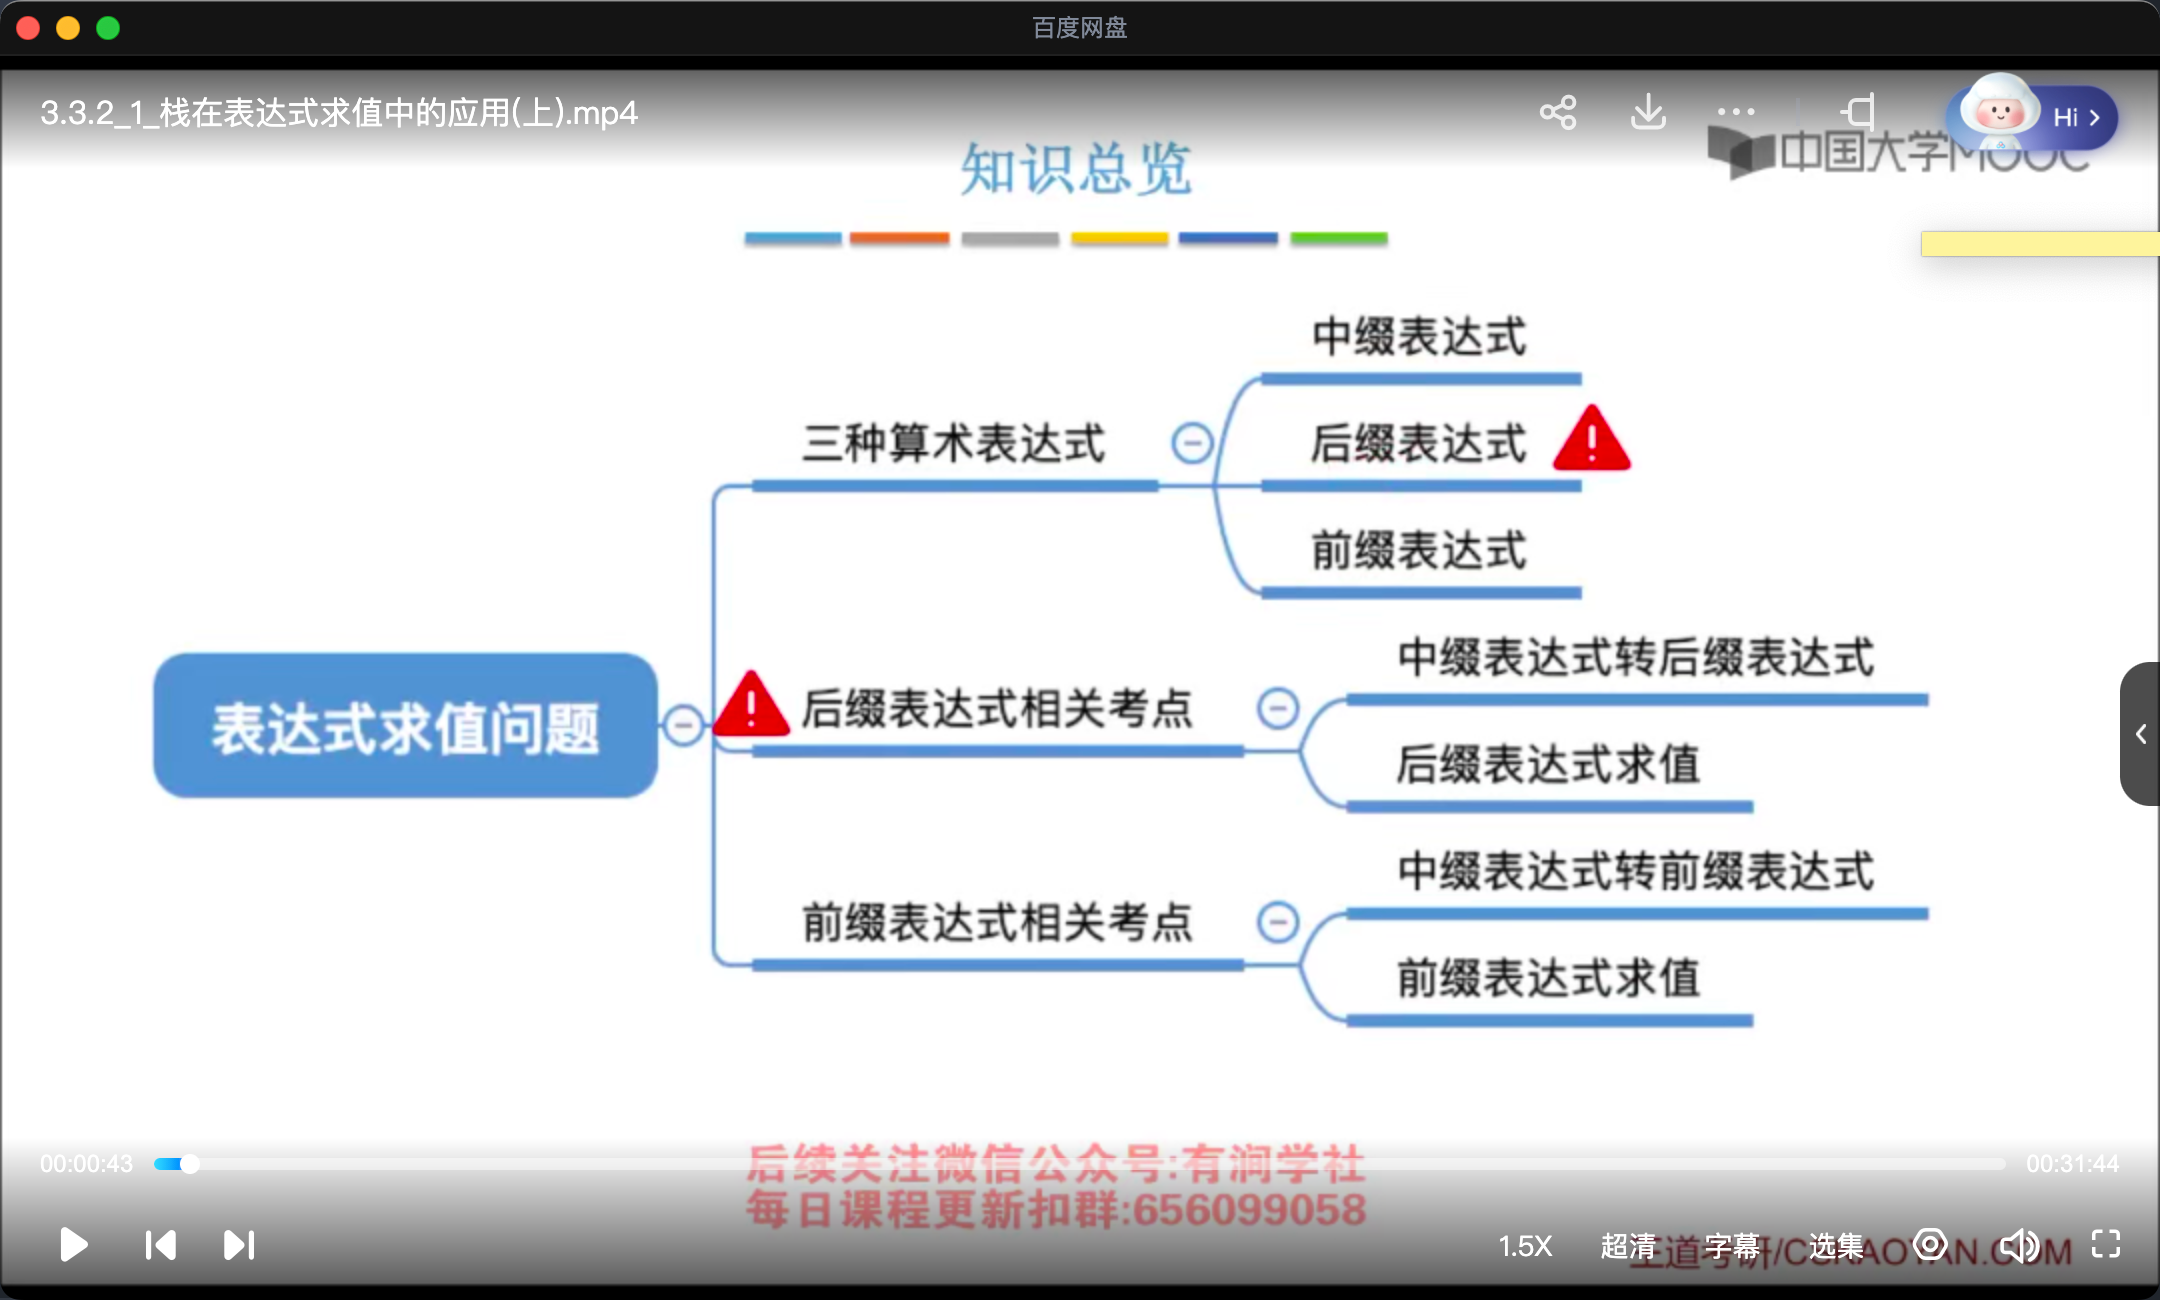 百度网盘
3.3.2_1_栈在表达式求值中的应用(上).mp4
Hi
中国大学MOOC
知识总览
中缀表达式
三种算术表达式
后缀表达式
前缀表达式
表达式求值问题
后缀表达式相关考点
中缀表达式转后缀表达式
后缀表达式求值
前缀表达式相关考点
中缀表达式转前缀表达式
前缀表达式求值
后续关注微信公众号:有涧学社
每日课程更新扣群:656099058
00:00:43
00:31:44
1.5X 超清 字幕 选集
王道考研/CSKAOYAN.COM